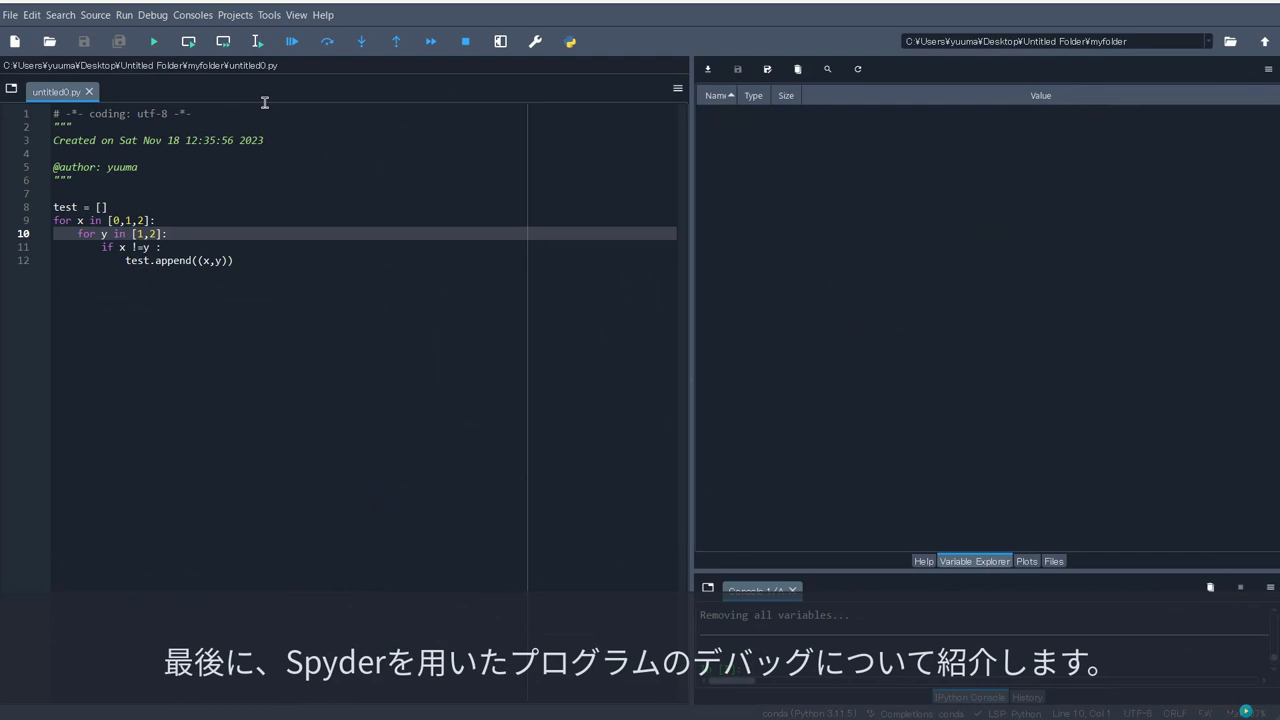 File Edit Search Source Run Debug Consoles Projects Tools View Help
C:¥Users¥yuuma¥Desktop¥Untitled Folder¥myfolder
C:¥Users¥yuuma¥Desktop¥Untitled Folder¥myfolder¥untitled0.py
untitled0.py
1 # -*- coding: utf-8 -*-
2 """
3 Created on Sat Nov 18 12:35:56 2023
4
5 @author: yuuma
6 """
7
8 test = []
9 for x in [0,1,2]:
10 for y in [1,2]:
11 if x !=y :
12 test.append((x,y))
Name Type Size Value
Help Variable Explorer Plots Files
Console 1/A
Removing all variables...
最後に、Spyderを用いたプログラムのデバッグについて紹介します。
IPython Console History
conda (Python 3.11.5) Completions: conda LSP: Python Line 10, Col 1 UTF-8 CRLF RW